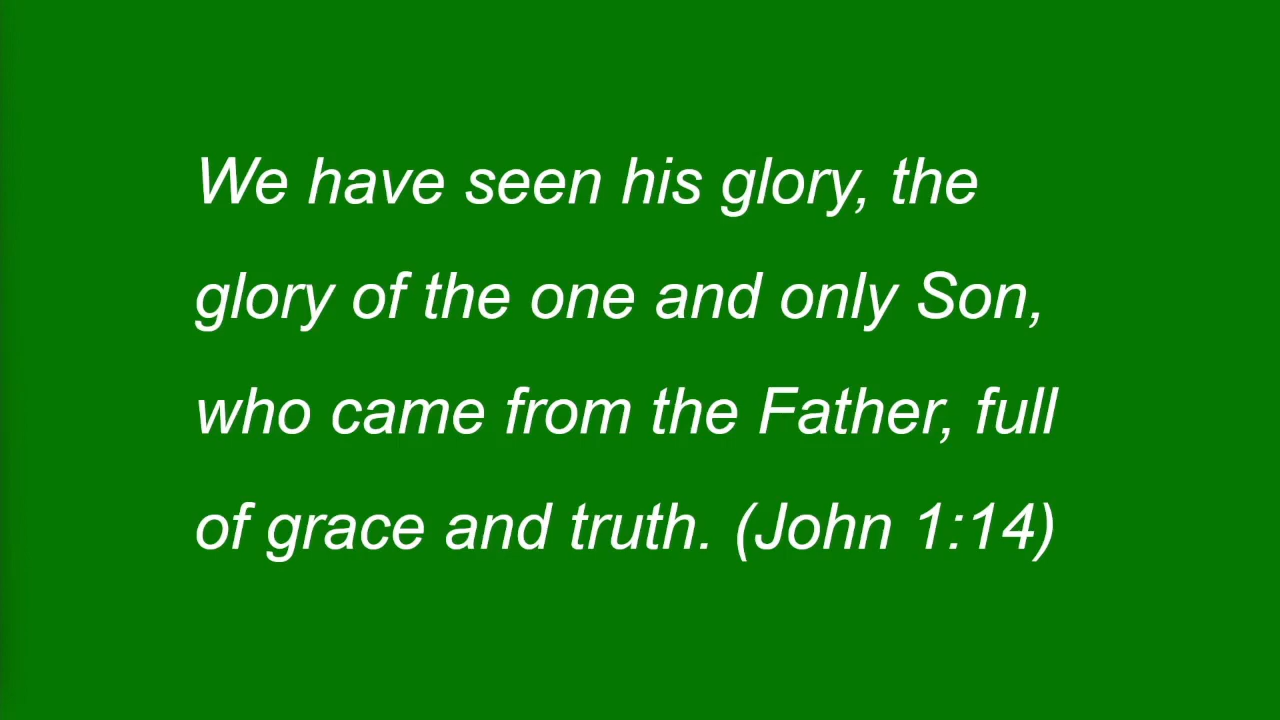 We have seen his glory, the
glory of the one and only Son,
who came from the Father, full
of grace and truth. (John 1:14)